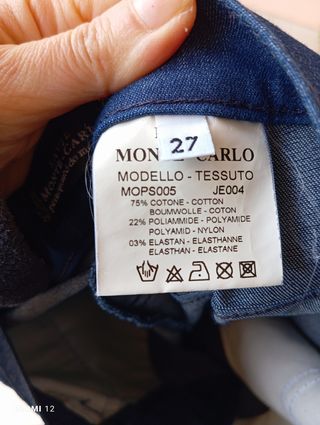 27
MON CARLO
MODELLO - TESSUTO
MOPS005 JE004
75% COTONE - COTTON
BOUMWOLLE - COTON
22% POLIAMMIDE - POLYAMIDE
POLYAMID - NYLON
03% ELASTAN - ELASTHANNE
ELASTHAN - ELASTANE